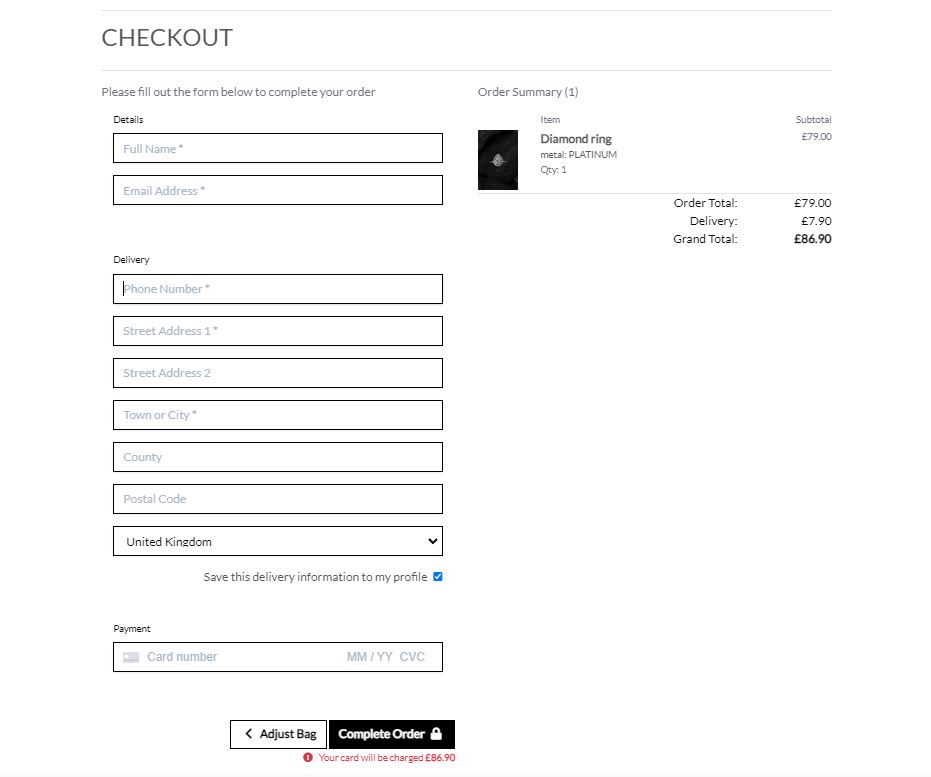 CHECKOUT
Please fill out the form below to complete your order
Details
Full Name *
Email Address *
Delivery
Phone Number *
Street Address 1 *
Street Address 2
Town or City *
County
Postal Code
United Kingdom
Save this delivery information to my profile
Payment
Card number MM / YY CVC
Adjust Bag Complete Order
Your card will be charged £86.90
Order Summary (1)
Item Subtotal
Diamond ring £79.00
metal: PLATINUM
Qty: 1
Order Total: £79.00
Delivery: £7.90
Grand Total: £86.90